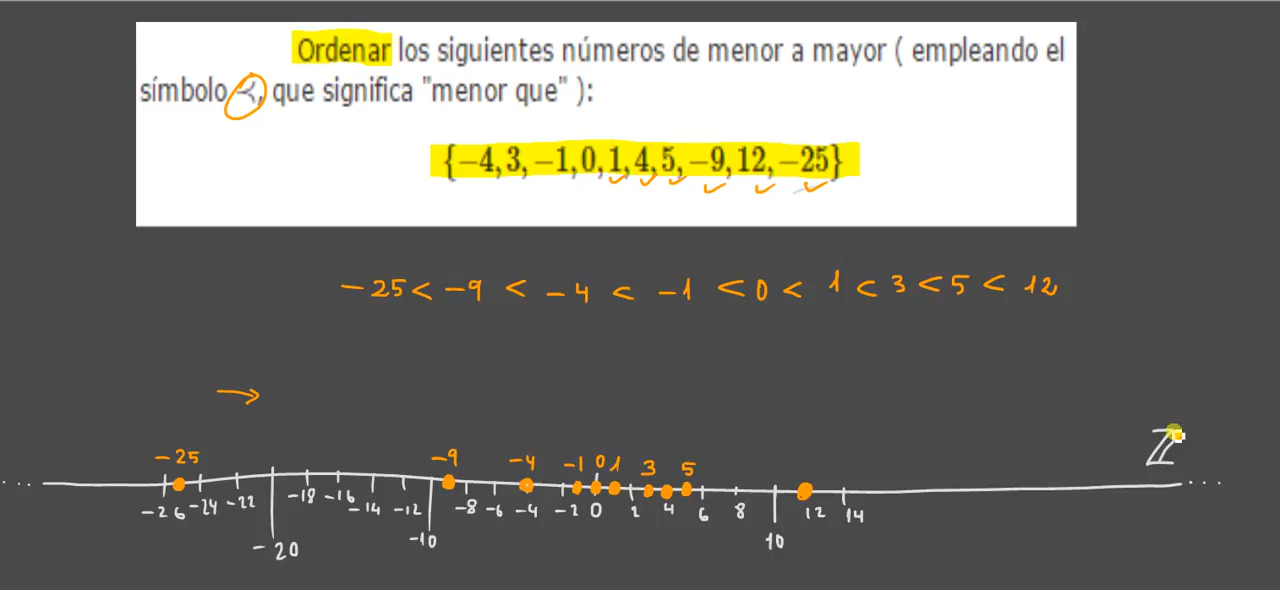 Ordenar los siguientes números de menor a mayor ( empleando el
símbolo <, que significa "menor que" ):
{−4, 3, −1, 0, 1, 4, 5, −9, 12, −25}
−25 < −9 < −4 < −1 < 0 < 1 < 3 < 5 < 12
→
ℤ
−25 −9 −4 −1 0 1 3 5
... ...
−26 −24 −22 −18 −16 −14 −12 −8 −6 −4 −2 0 2 4 6 8 12 14
−20 −10 10